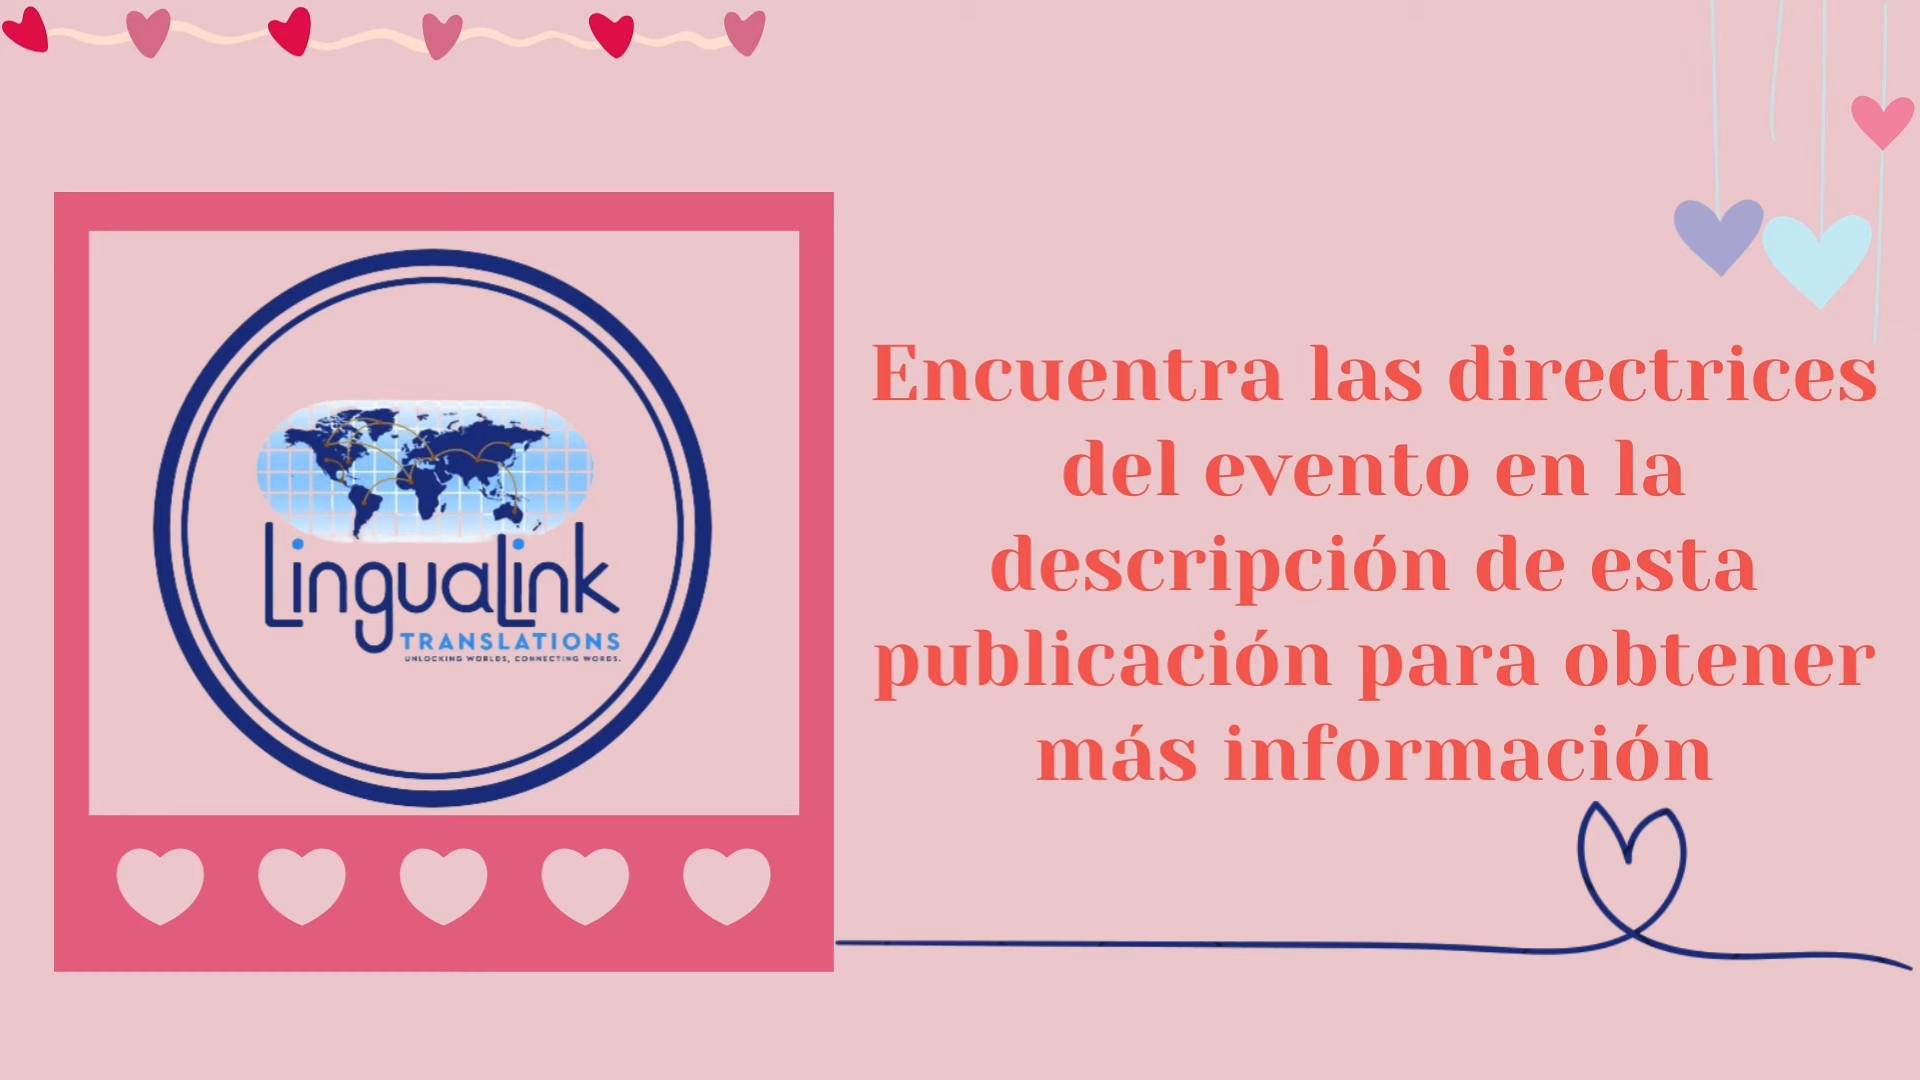 LinguaLink
TRANSLATIONS
UNLOCKING WORLDS, CONNECTING WORDS.
Encuentra las directrices
del evento en la
descripción de esta
publicación para obtener
más información